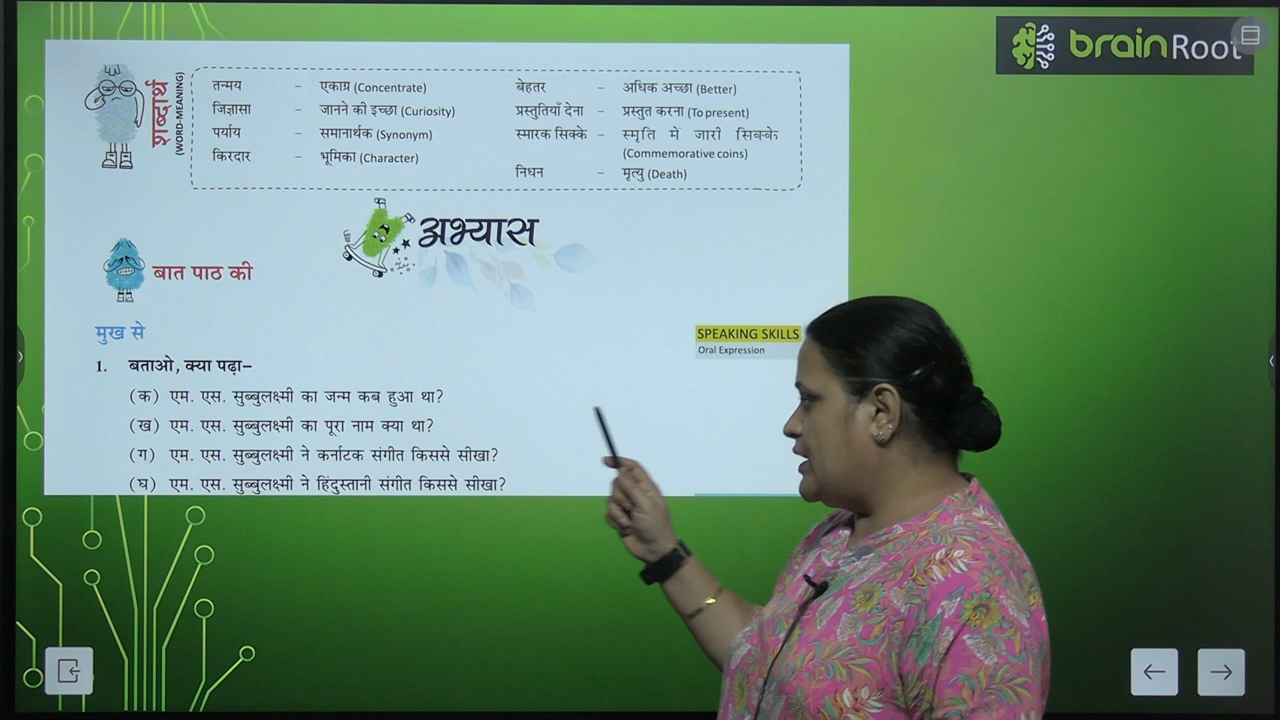 brainRoot
शब्दार्थ
(WORD-MEANING)
तन्मय – एकाग्र (Concentrate)
जिज्ञासा – जानने की इच्छा (Curiosity)
पर्याय – समानार्थक (Synonym)
किरदार – भूमिका (Character)
बेहतर – अधिक अच्छा (Better)
प्रस्तुतियाँ देना – प्रस्तुत करना (To present)
स्मारक सिक्के – स्मृति में जारी सिक्के
(Commemorative coins)
निधन – मृत्यु (Death)
अभ्यास
बात पाठ की
मुख से
SPEAKING SKILLS
Oral Expression
1. बताओ, क्या पढ़ा–
(क) एम. एस. सुब्बुलक्ष्मी का जन्म कब हुआ था?
(ख) एम. एस. सुब्बुलक्ष्मी का पूरा नाम क्या था?
(ग) एम. एस. सुब्बुलक्ष्मी ने कर्नाटक संगीत किससे सीखा?
(घ) एम. एस. सुब्बुलक्ष्मी ने हिंदुस्तानी संगीत किससे सीखा?